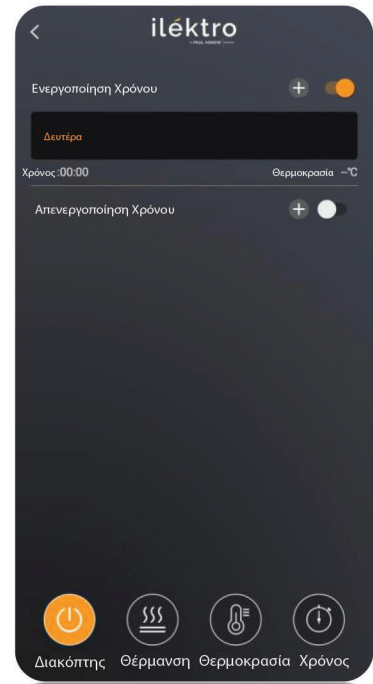 iléktro
Ενεργοποίηση Χρόνου
Δευτέρα
Χρόνος :00:00 Θερμοκρασία --℃
Απενεργοποίηση Χρόνου
Διακόπτης Θέρμανση Θερμοκρασία Χρόνος